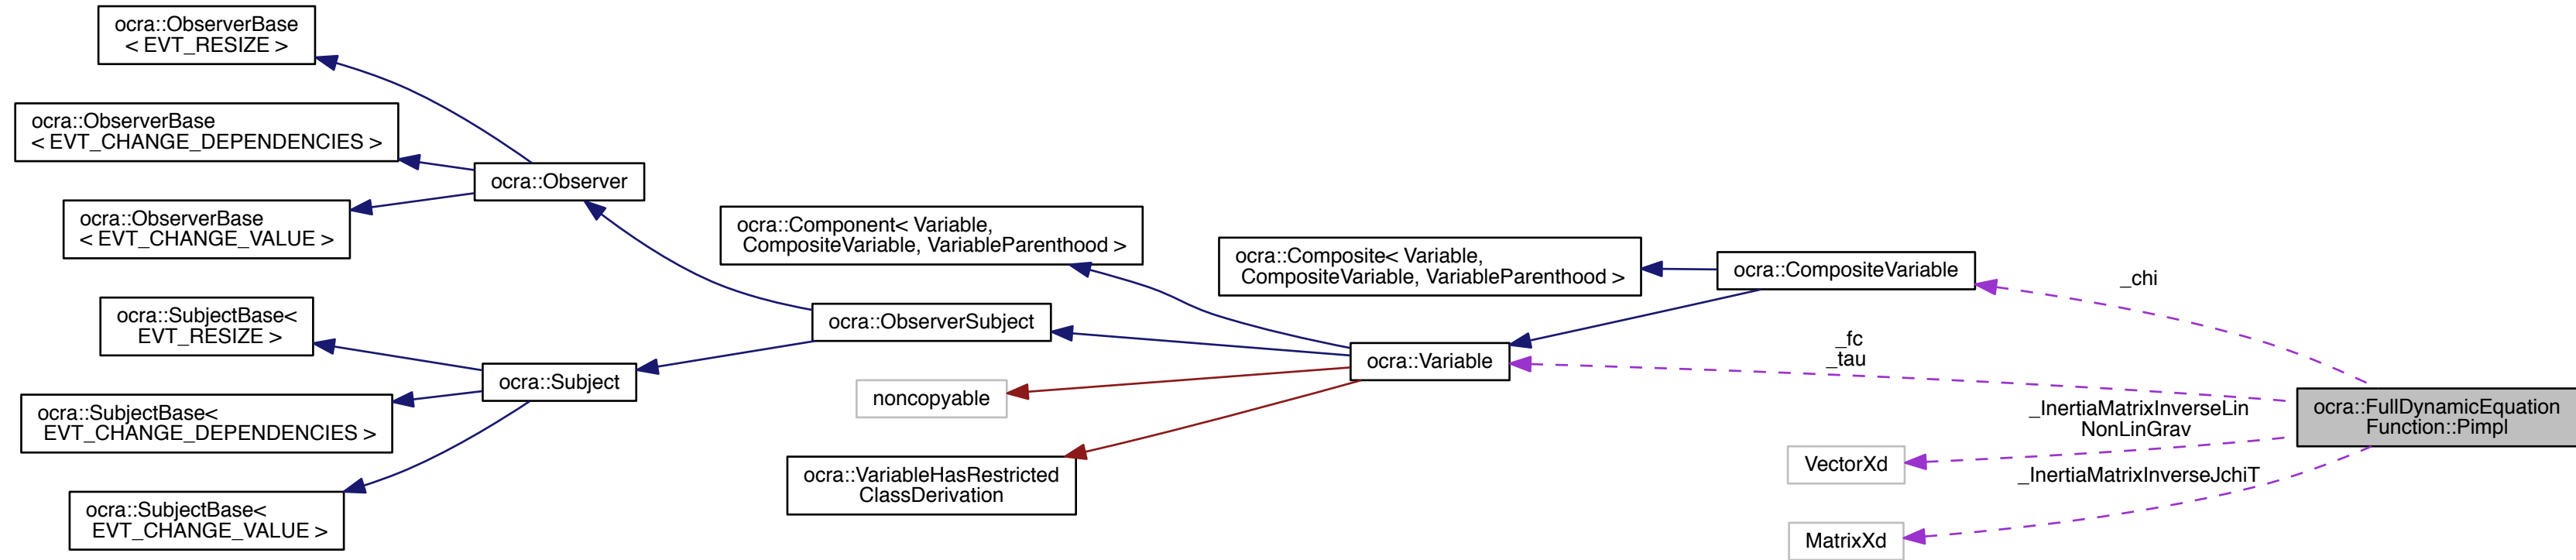 ocra::ObserverBase
< EVT_RESIZE >
ocra::ObserverBase
< EVT_CHANGE_DEPENDENCIES >
ocra::Observer
ocra::ObserverBase
< EVT_CHANGE_VALUE >
ocra::Component< Variable,
CompositeVariable, VariableParenthood >
ocra::Composite< Variable,
CompositeVariable, VariableParenthood >
ocra::CompositeVariable
_chi
ocra::SubjectBase<
EVT_RESIZE >
ocra::ObserverSubject
_fc
_tau
ocra::Variable
ocra::Subject
noncopyable
ocra::SubjectBase<
EVT_CHANGE_DEPENDENCIES >
_InertiaMatrixInverseLin
NonLinGrav
ocra::FullDynamicEquation
Function::Pimpl
VectorXd
ocra::VariableHasRestricted
ClassDerivation
_InertiaMatrixInverseJchiT
ocra::SubjectBase<
EVT_CHANGE_VALUE >
MatrixXd